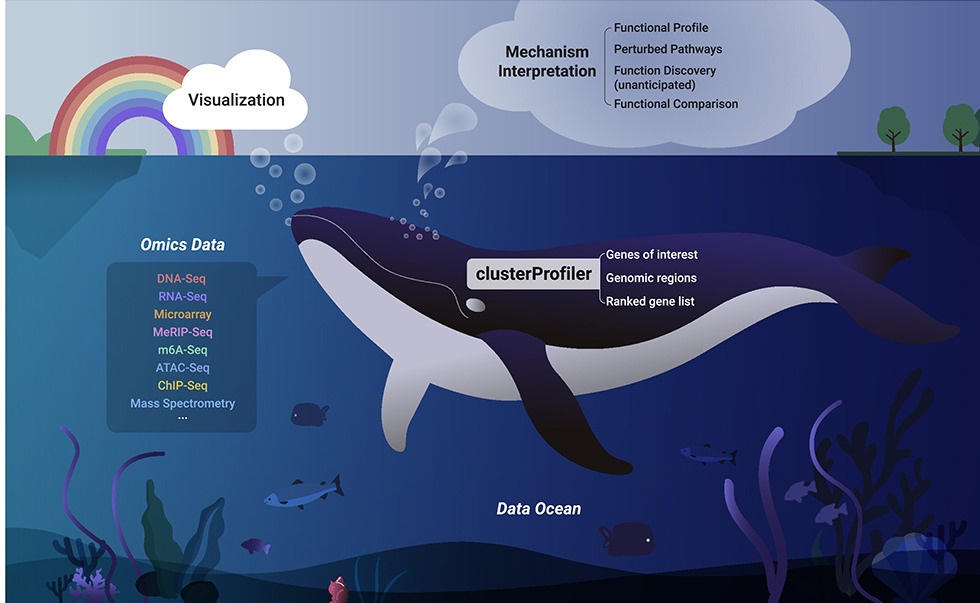 Visualization
Mechanism
Interpretation
Functional Profile
Perturbed Pathways
Function Discovery
(unanticipated)
Functional Comparison
Omics Data
DNA-Seq
RNA-Seq
Microarray
MeRIP-Seq
m6A-Seq
ATAC-Seq
ChIP-Seq
Mass Spectrometry
...
clusterProfiler
Genes of interest
Genomic regions
Ranked gene list
Data Ocean